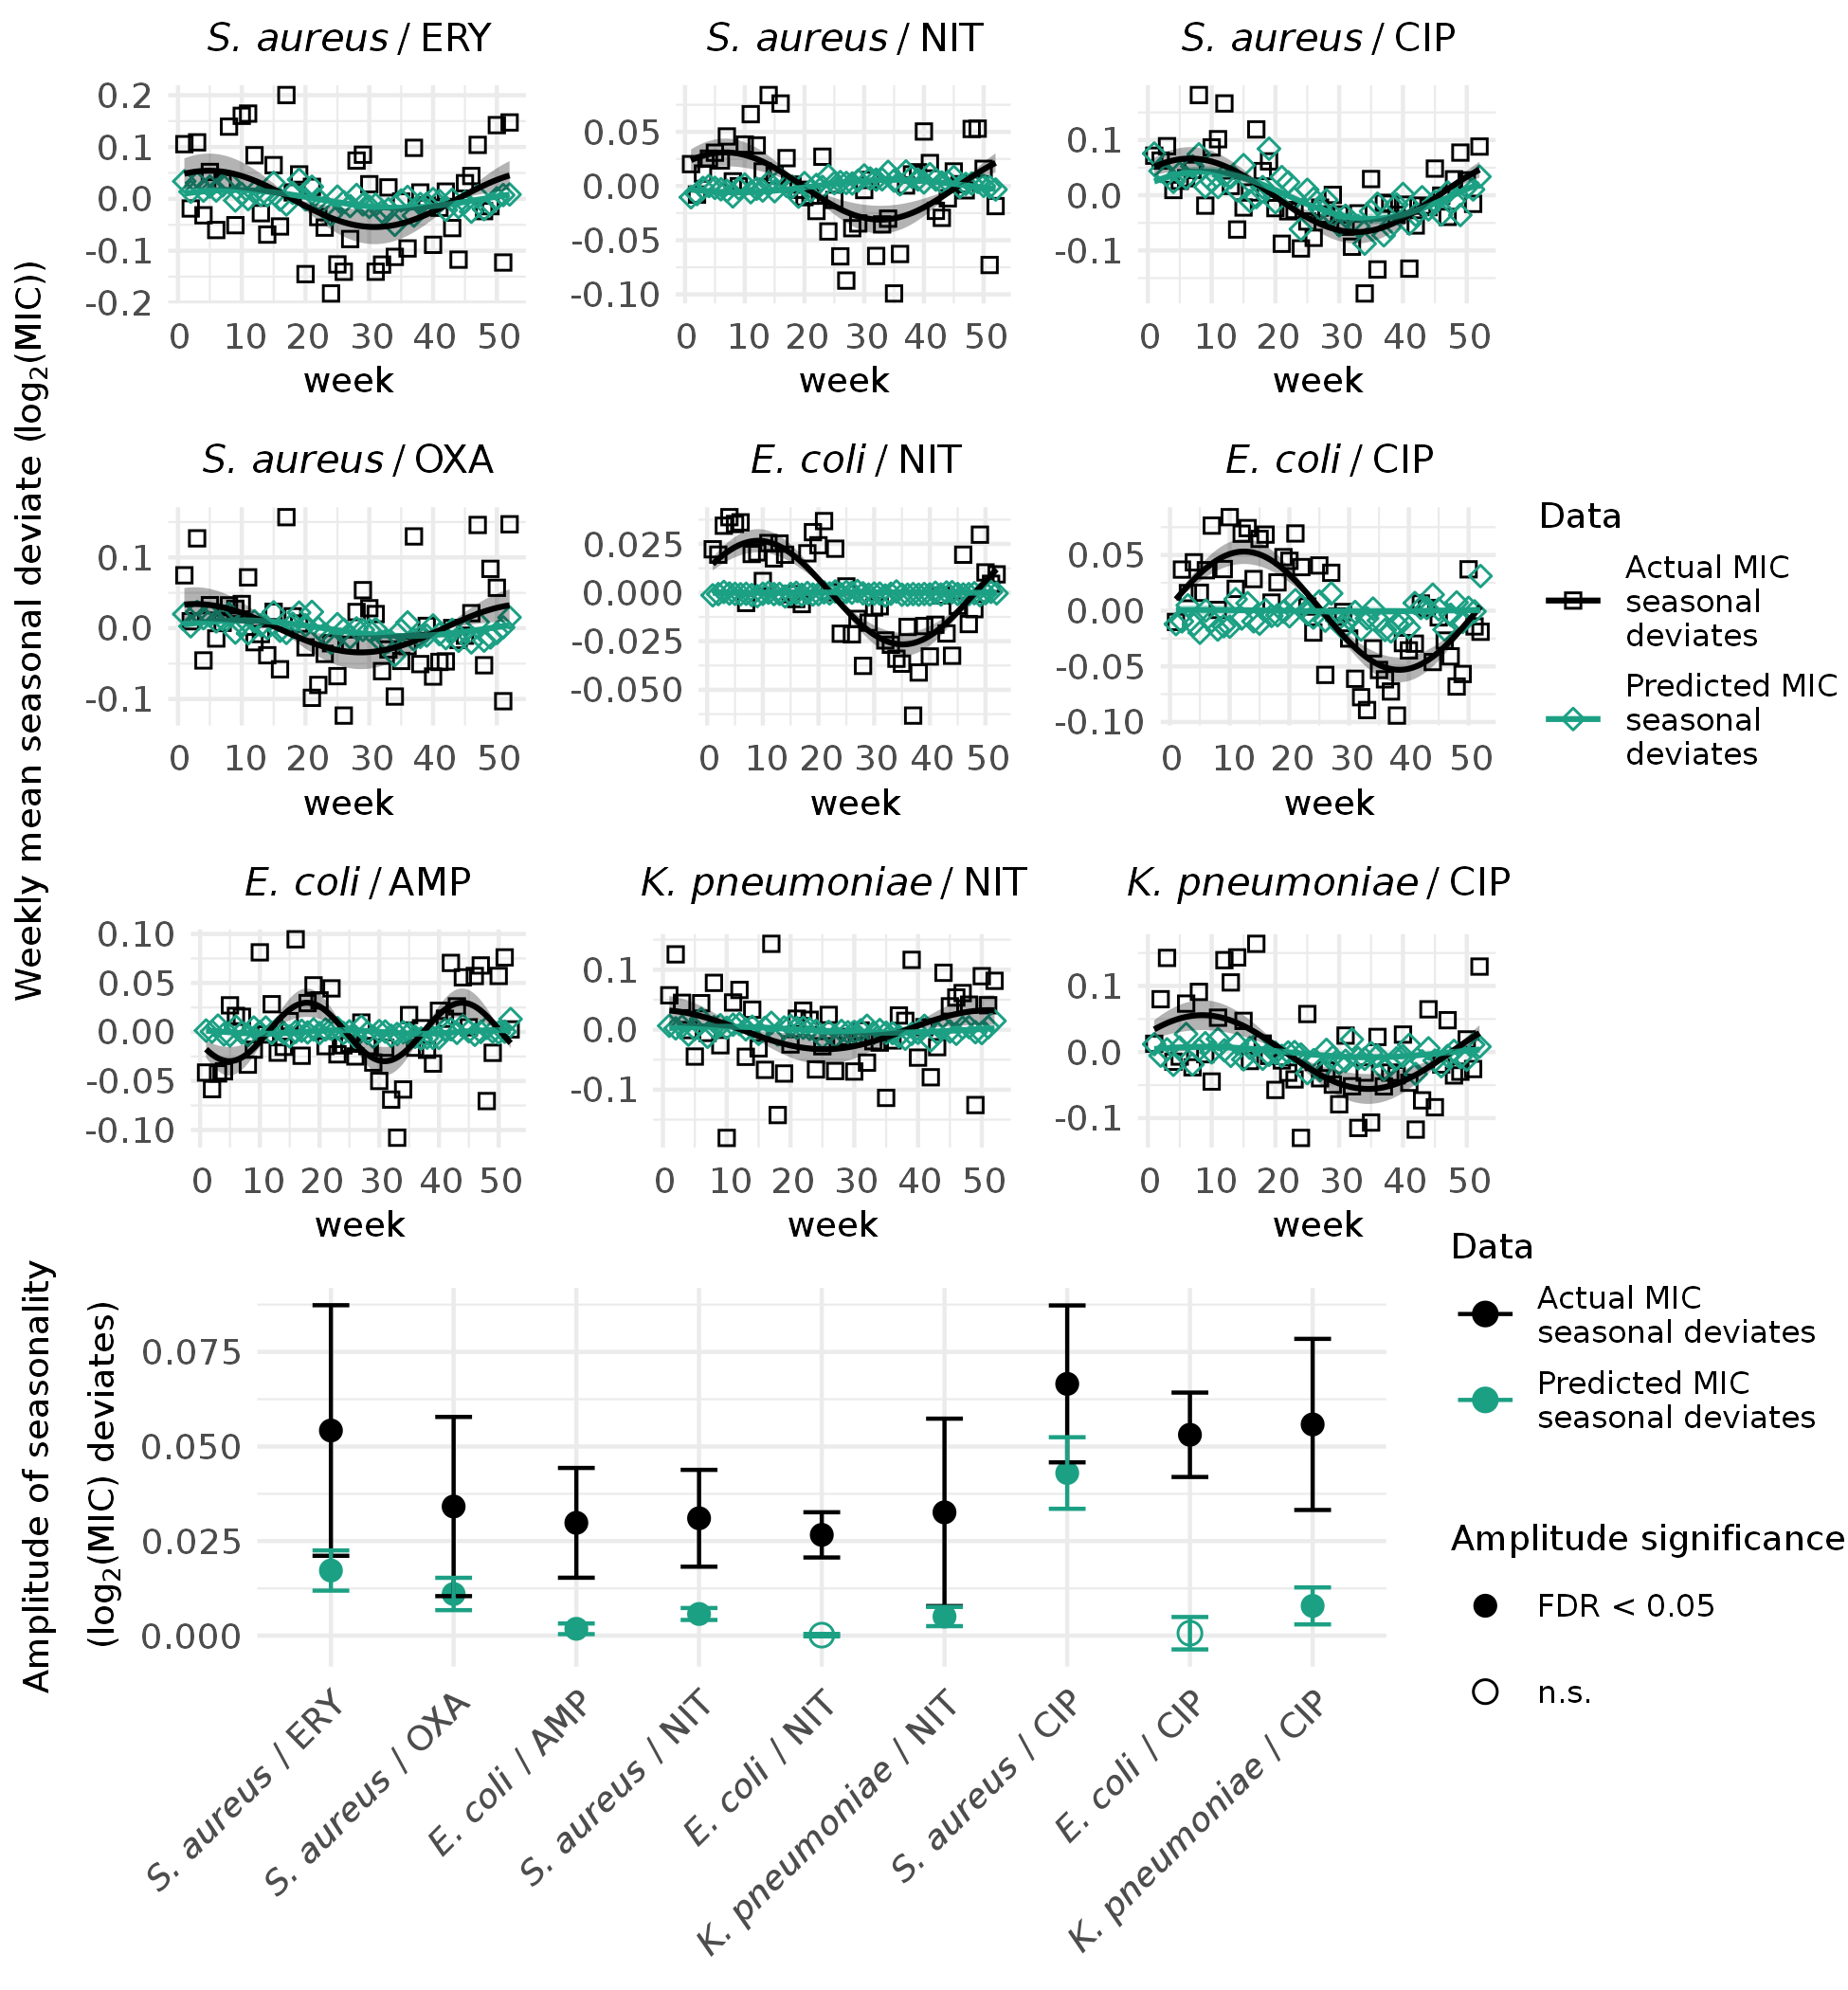 S. aureus / ERY
S. aureus / NIT
S. aureus / CIP
0.2
0.1
0.0
-0.1
-0.2
0.05
0.00
-0.05
-0.10
0.1
0.0
-0.1
0 10 20 30 40 50
0 10 20 30 40 50
0 10 20 30 40 50
week
week
week
Weekly mean seasonal deviate (log2(MIC))
S. aureus / OXA
E. coli / NIT
E. coli / CIP
0.1
0.0
-0.1
0.025
0.000
-0.025
-0.050
0.05
0.00
-0.05
-0.10
0 10 20 30 40 50
0 10 20 30 40 50
0 10 20 30 40 50
week
week
week
Data
Actual MIC
seasonal
deviates
Predicted MIC
seasonal
deviates
E. coli / AMP
K. pneumoniae / NIT
K. pneumoniae / CIP
0.10
0.05
0.00
-0.05
-0.10
0.1
0.0
-0.1
0.1
0.0
-0.1
0 10 20 30 40 50
0 10 20 30 40 50
0 10 20 30 40 50
week
week
week
Amplitude of seasonality
(log2(MIC) deviates)
0.075
0.050
0.025
0.000
S. aureus / ERY
S. aureus / OXA
E. coli / AMP
S. aureus / NIT
E. coli / NIT
K. pneumoniae / NIT
S. aureus / CIP
E. coli / CIP
K. pneumoniae / CIP
Data
Actual MIC
seasonal deviates
Predicted MIC
seasonal deviates
Amplitude significance
FDR < 0.05
n.s.